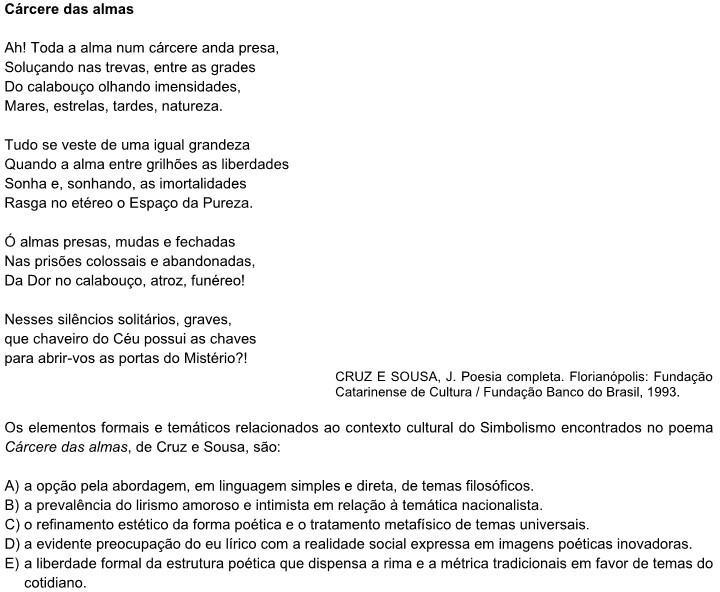 Cárcere das almas
Ah! Toda a alma num cárcere anda presa,
Soluçando nas trevas, entre as grades
Do calabouço olhando imensidades,
Mares, estrelas, tardes, natureza.
Tudo se veste de uma igual grandeza
Quando a alma entre grilhões as liberdades
Sonha e, sonhando, as imortalidades
Rasga no etéreo o Espaço da Pureza.
Ó almas presas, mudas e fechadas
Nas prisões colossais e abandonadas,
Da Dor no calabouço, atroz, funéreo!
Nesses silêncios solitários, graves,
que chaveiro do Céu possui as chaves
para abrir-vos as portas do Mistério?!
CRUZ E SOUSA, J. Poesia completa. Florianópolis: Fundação
Catarinense de Cultura / Fundação Banco do Brasil, 1993.
Os elementos formais e temáticos relacionados ao contexto cultural do Simbolismo encontrados no poema
Cárcere das almas, de Cruz e Sousa, são:
A) a opção pela abordagem, em linguagem simples e direta, de temas filosóficos.
B) a prevalência do lirismo amoroso e intimista em relação à temática nacionalista.
C) o refinamento estético da forma poética e o tratamento metafísico de temas universais.
D) a evidente preocupação do eu lírico com a realidade social expressa em imagens poéticas inovadoras.
E) a liberdade formal da estrutura poética que dispensa a rima e a métrica tradicionais em favor de temas do
cotidiano.